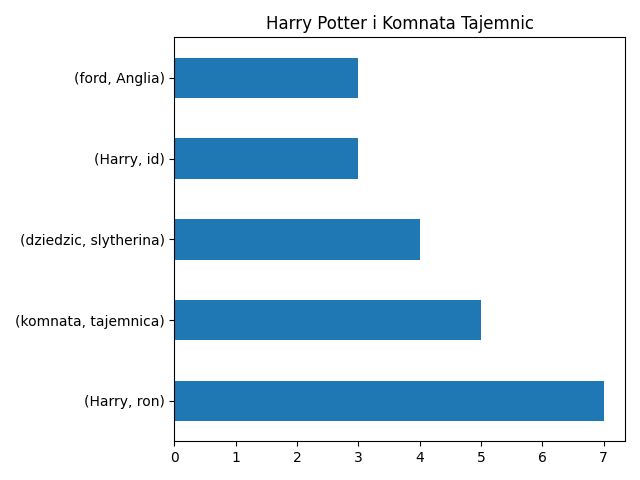 Harry Potter i Komnata Tajemnic
(ford, Anglia)
(Harry, id)
(dziedzic, slytherina)
(komnata, tajemnica)
(Harry, ron)
0 1 2 3 4 5 6 7